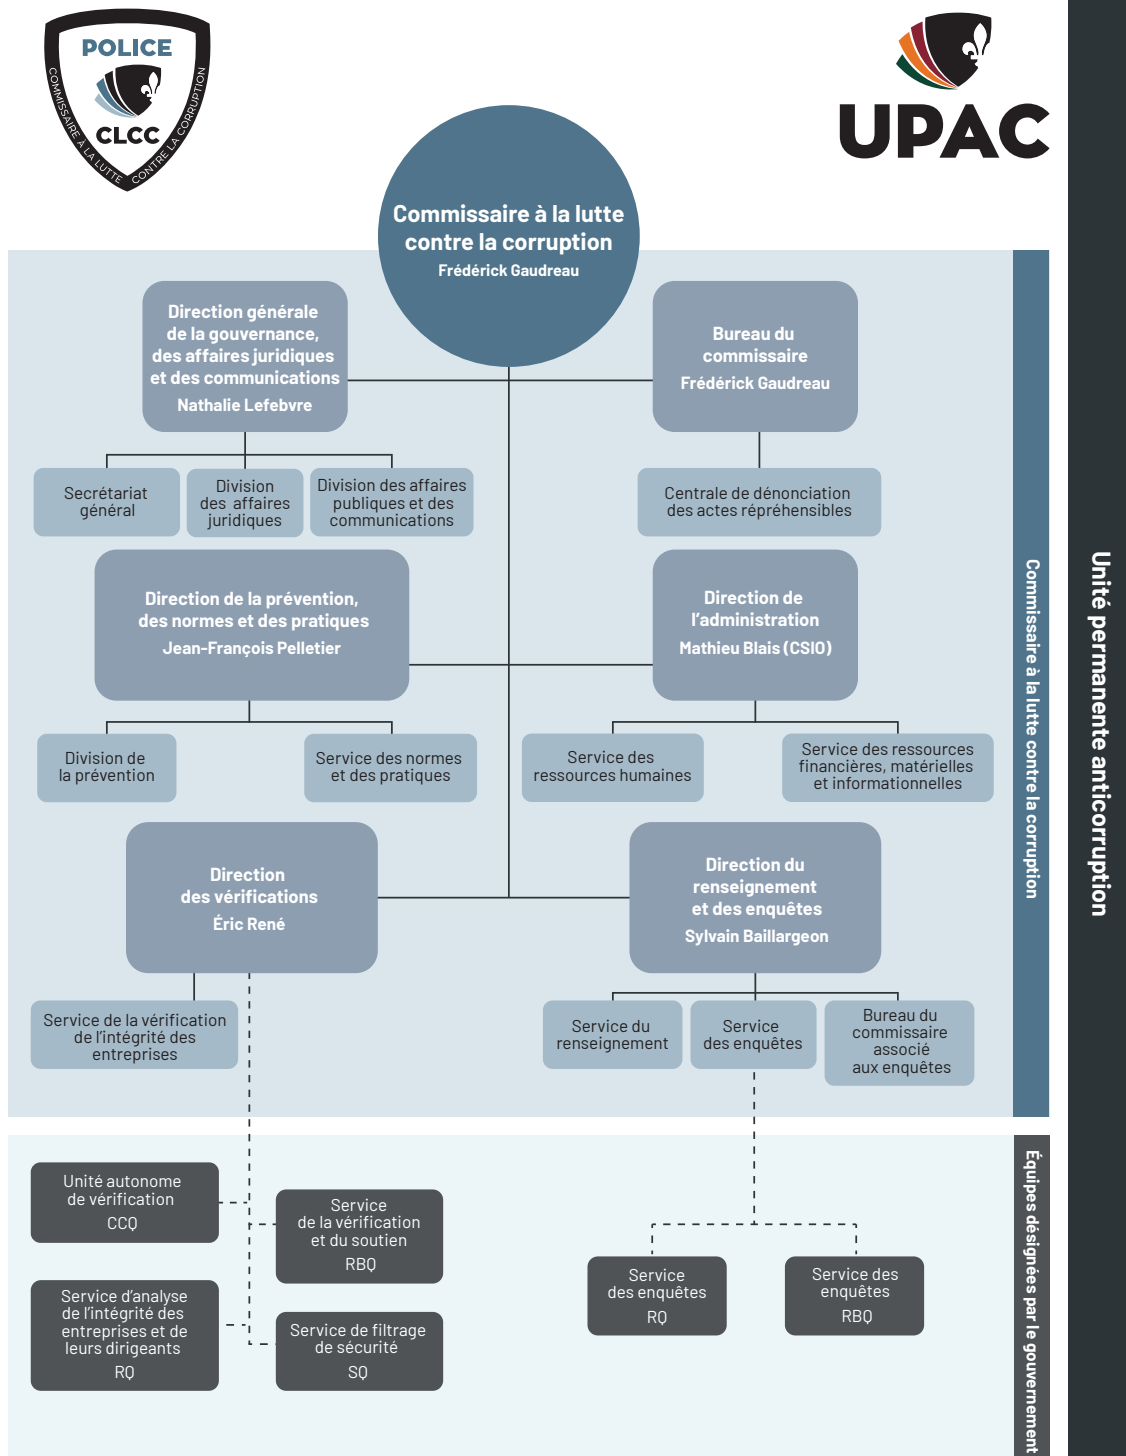 POLICE
CLCC
COMMISSAIRE À LA LUTTE CONTRE LA CORRUPTION
UPAC
Commissaire à la lutte
contre la corruption
Frédérick Gaudreau
Direction générale
de la gouvernance,
des affaires juridiques
et des communications
Nathalie Lefebvre
Bureau du
commissaire
Frédérick Gaudreau
Secrétariat
général
Division
des affaires
juridiques
Division des affaires
publiques et des
communications
Centrale de dénonciation
des actes répréhensibles
Direction de la prévention,
des normes et des pratiques
Jean-François Pelletier
Direction de
l'administration
Mathieu Blais (CSIO)
Division de
la prévention
Service des normes
et des pratiques
Service des
ressources humaines
Service des ressources
financières, matérielles
et informationnelles
Direction
des vérifications
Éric René
Direction du
renseignement
et des enquêtes
Sylvain Baillargeon
Service de la vérification
de l'intégrité des
entreprises
Service du
renseignement
Service
des enquêtes
Bureau du
commissaire
associé
aux enquêtes
Unité autonome
de vérification
CCQ
Service
de la vérification
et du soutien
RBQ
Service d'analyse
de l'intégrité des
entreprises et de
leurs dirigeants
RQ
Service de filtrage
de sécurité
SQ
Service
des enquêtes
RQ
Service des
enquêtes
RBQ
Commissaire à la lutte contre la corruption
Équipes désignées par le gouvernement
Unité permanente anticorruption